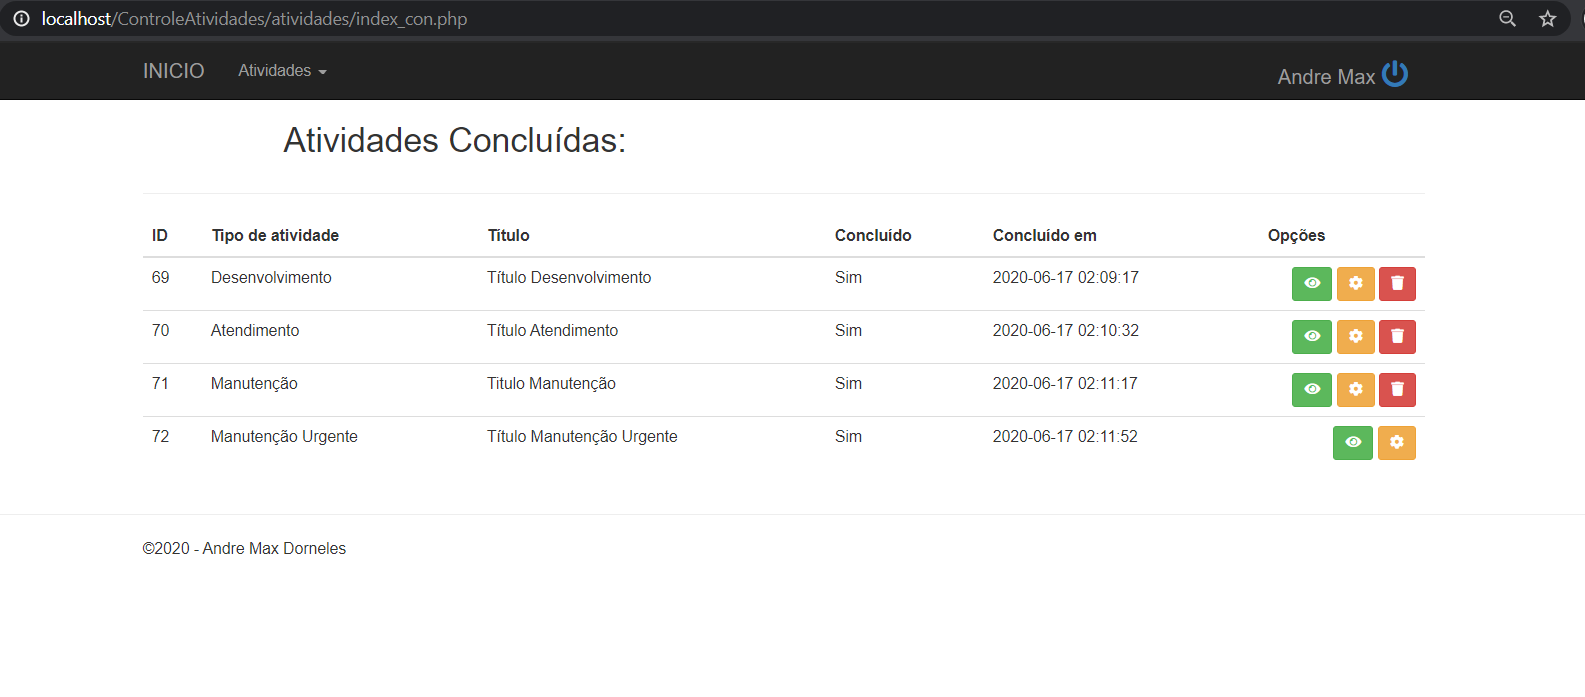 localhost/ControleAtividades/atividades/index_con.php
INICIO Atividades Andre Max
Atividades Concluídas:
ID Tipo de atividade Título Concluído Concluído em Opções
69 Desenvolvimento Título Desenvolvimento Sim 2020-06-17 02:09:17
70 Atendimento Título Atendimento Sim 2020-06-17 02:10:32
71 Manutenção Titulo Manutenção Sim 2020-06-17 02:11:17
72 Manutenção Urgente Título Manutenção Urgente Sim 2020-06-17 02:11:52
©2020 - Andre Max Dorneles